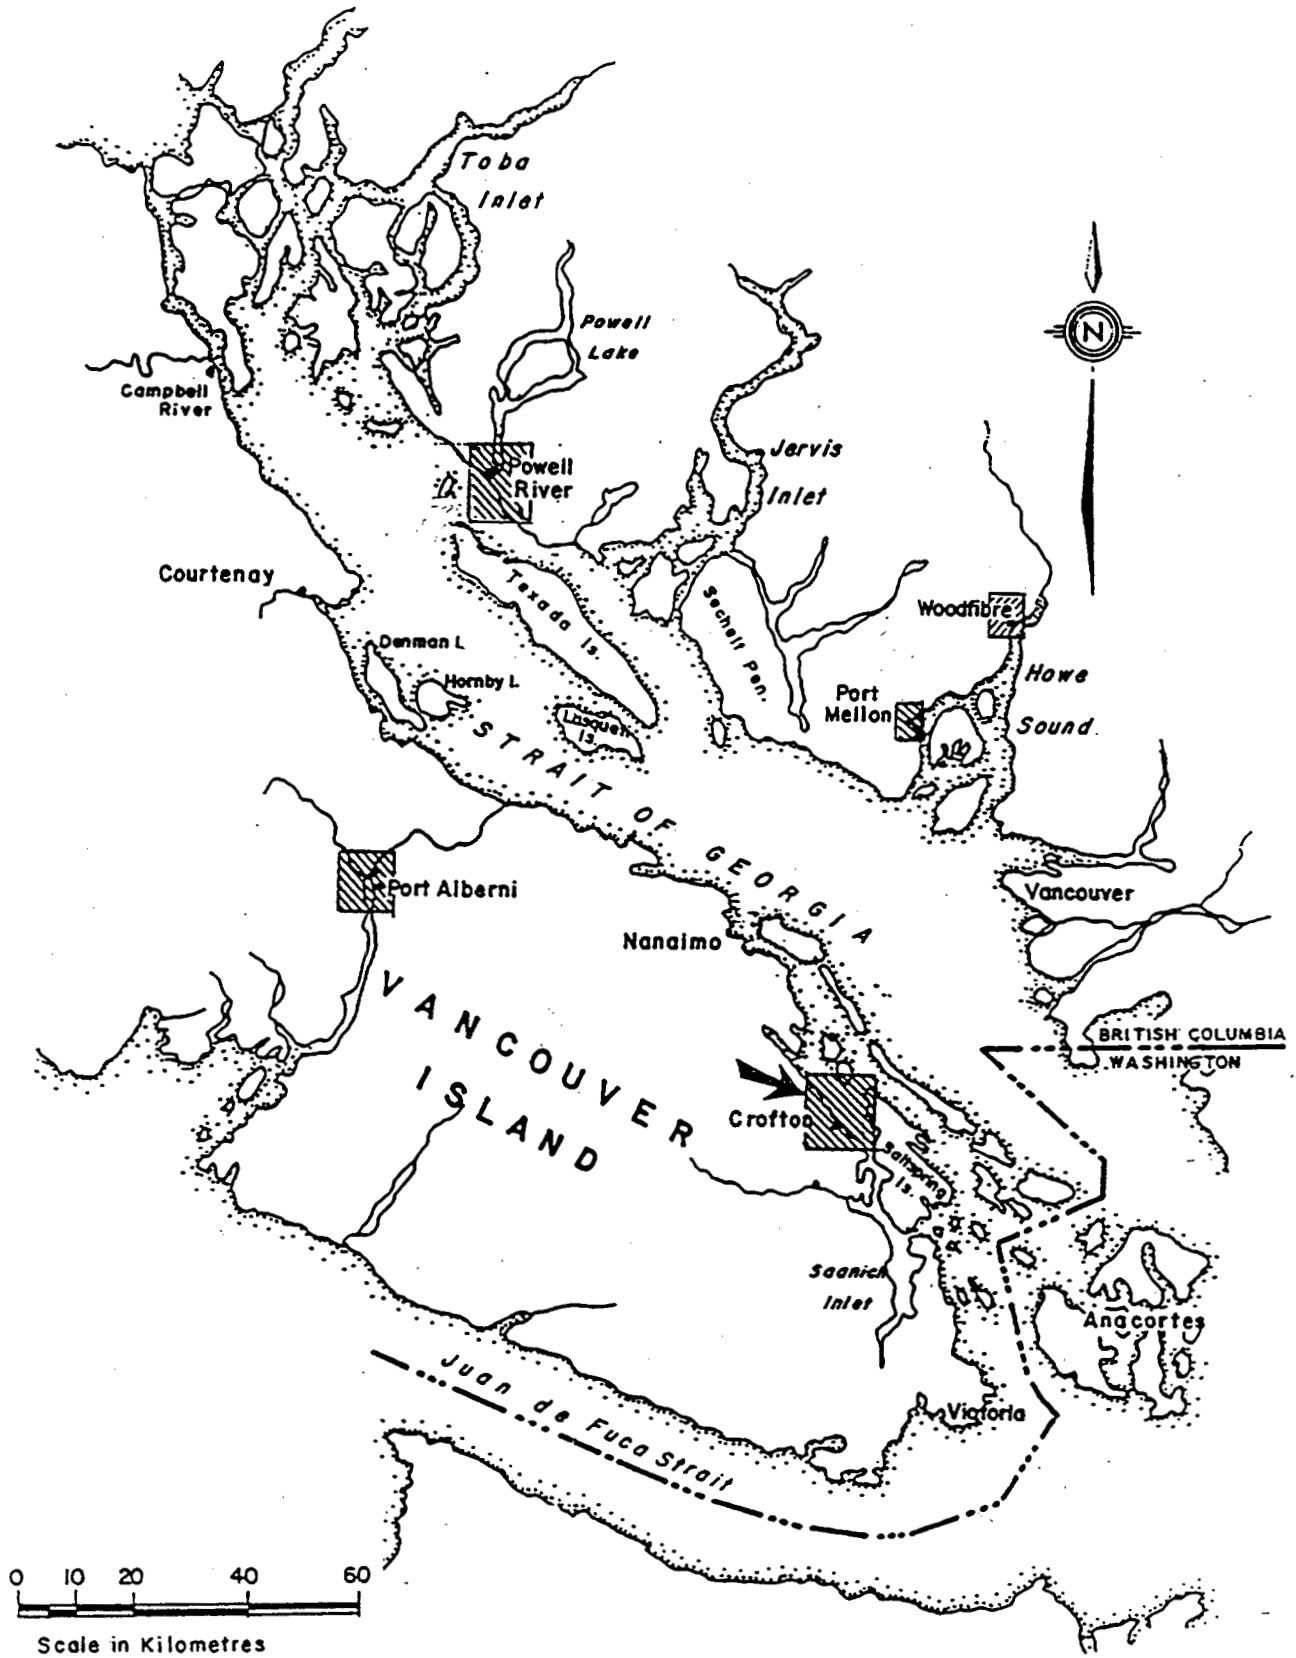 Toba
Inlet
N
Powell
Lake
Campbell
River
Jervis
Inlet
Powell
River
Courtenay
Texada Is.
Sechelt Pen.
Woodfibre
Denman I.
Hornby I.
Lasqueti
Is.
Howe
Sound
Port
Mellon
STRAIT OF GEORGIA
Port Alberni
Vancouver
Nanaimo
VANCOUVER
ISLAND
BRITISH COLUMBIA
WASHINGTON
Crofton
Saltspring
Is.
Saanich
Inlet
Anacortes
Victoria
Juan de Fuca Strait
0 10 20 40 60
Scale in Kilometres